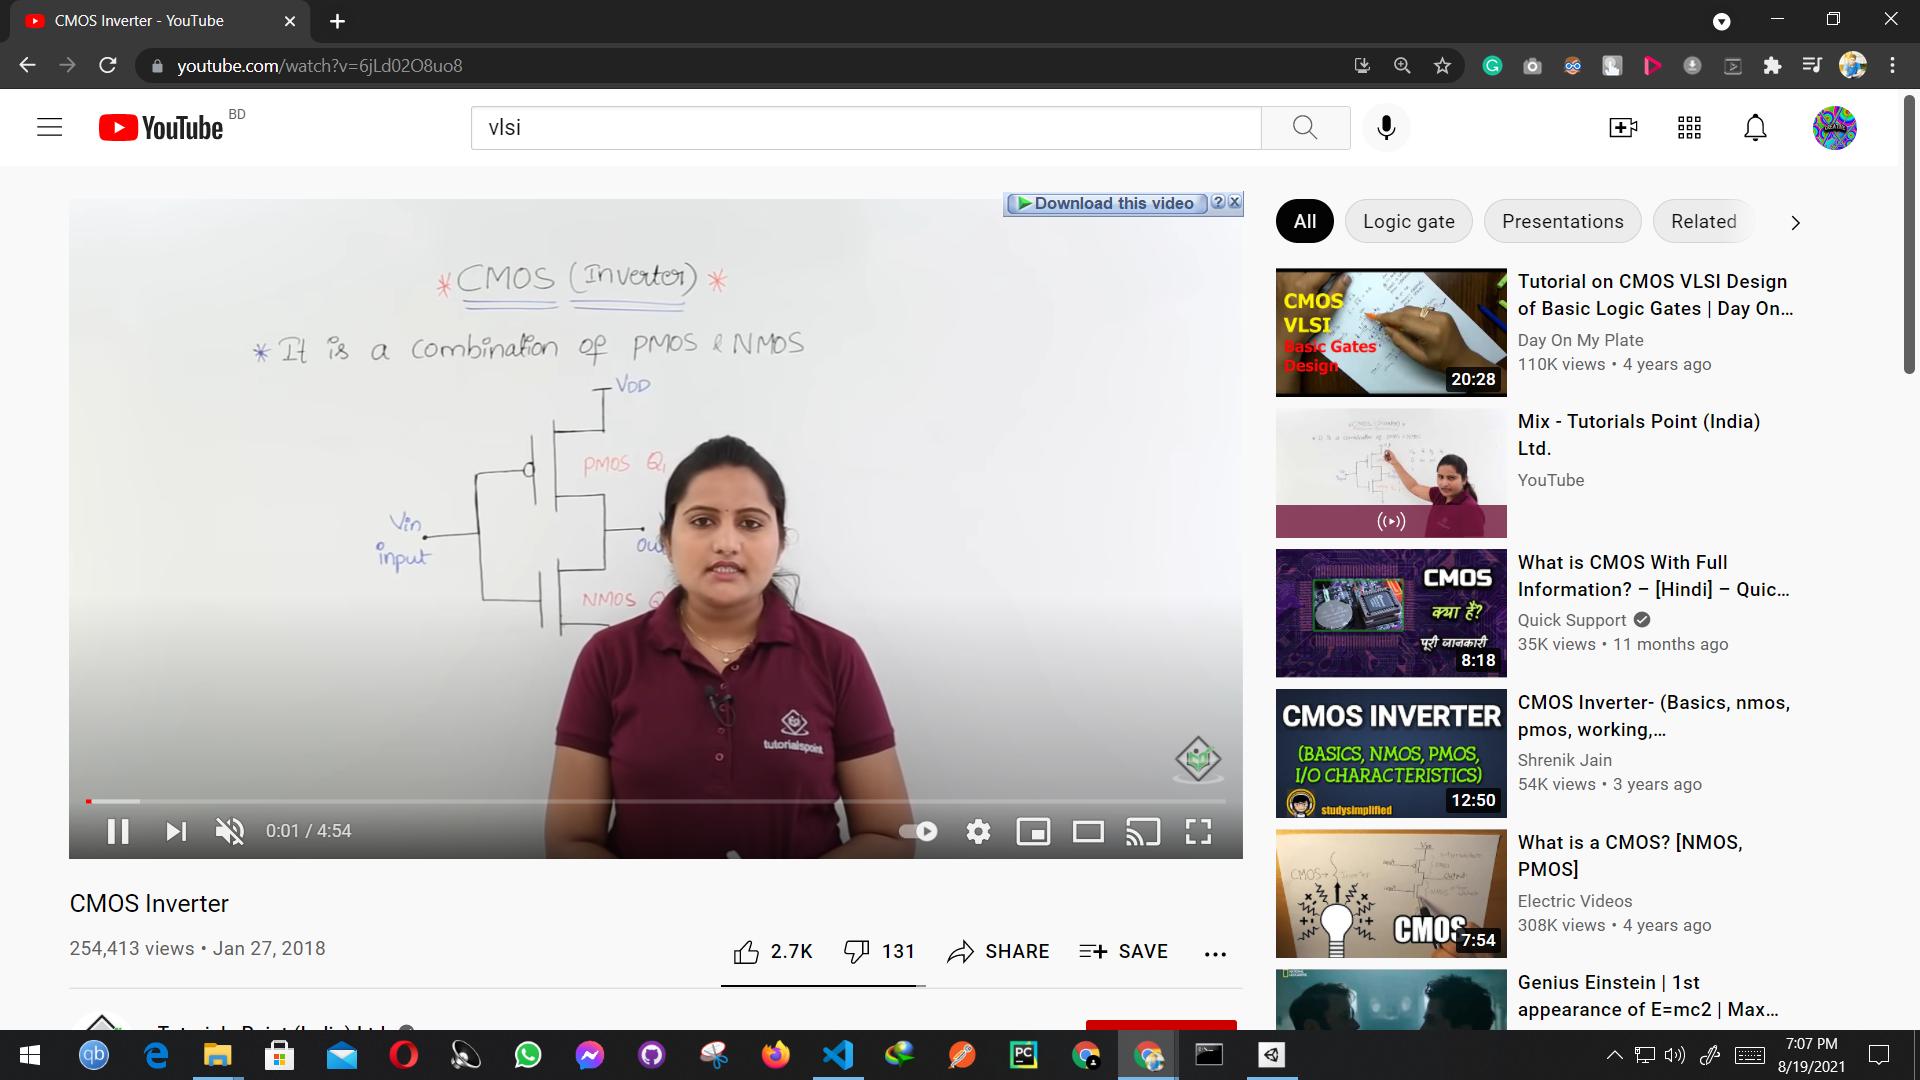 CMOS Inverter - YouTube
youtube.com/watch?v=6jLd02O8uo8
YouTube BD
vlsi
Download this video
* CMOS (Inverter) *
* It is a combination of PMOS & NMOS
VDD
PMOS Q1
Vin
input
NMOS
tutorialspoint
0:01 / 4:54
CMOS Inverter
254,413 views • Jan 27, 2018
2.7K
131
SHARE
SAVE
All
Logic gate
Presentations
Related
CMOS
VLSI
Basic Gates
Design
20:28
Tutorial on CMOS VLSI Design
of Basic Logic Gates | Day On...
Day On My Plate
110K views • 4 years ago
Mix - Tutorials Point (India)
Ltd.
YouTube
CMOS
क्या है?
पूरी जानकारी
8:18
What is CMOS With Full
Information? – [Hindi] – Quic...
Quick Support
35K views • 11 months ago
CMOS INVERTER
(BASICS, NMOS, PMOS,
I/O CHARACTERISTICS)
studysimplified
12:50
CMOS Inverter- (Basics, nmos,
pmos, working,...
Shrenik Jain
54K views • 3 years ago
CMOS
7:54
What is a CMOS? [NMOS,
PMOS]
Electric Videos
308K views • 4 years ago
Genius Einstein | 1st
appearance of E=mc2 | Max...
qb
PC
7:07 PM
8/19/2021